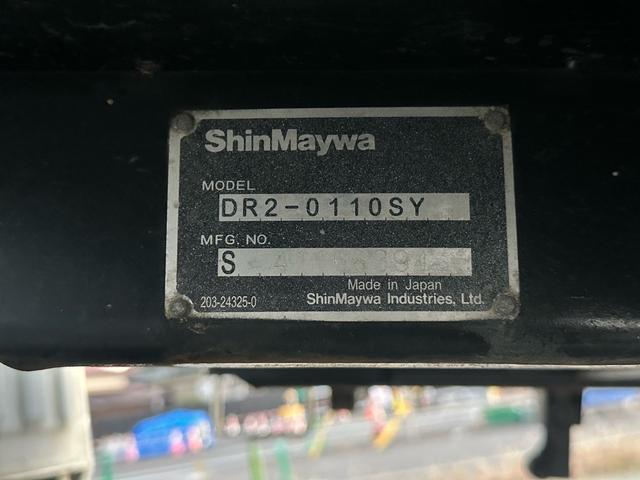 ShinMaywa
MODEL
DR2-0110SY
MFG. NO.
S
Made in Japan
203-24325-0
ShinMaywa Industries, Ltd.